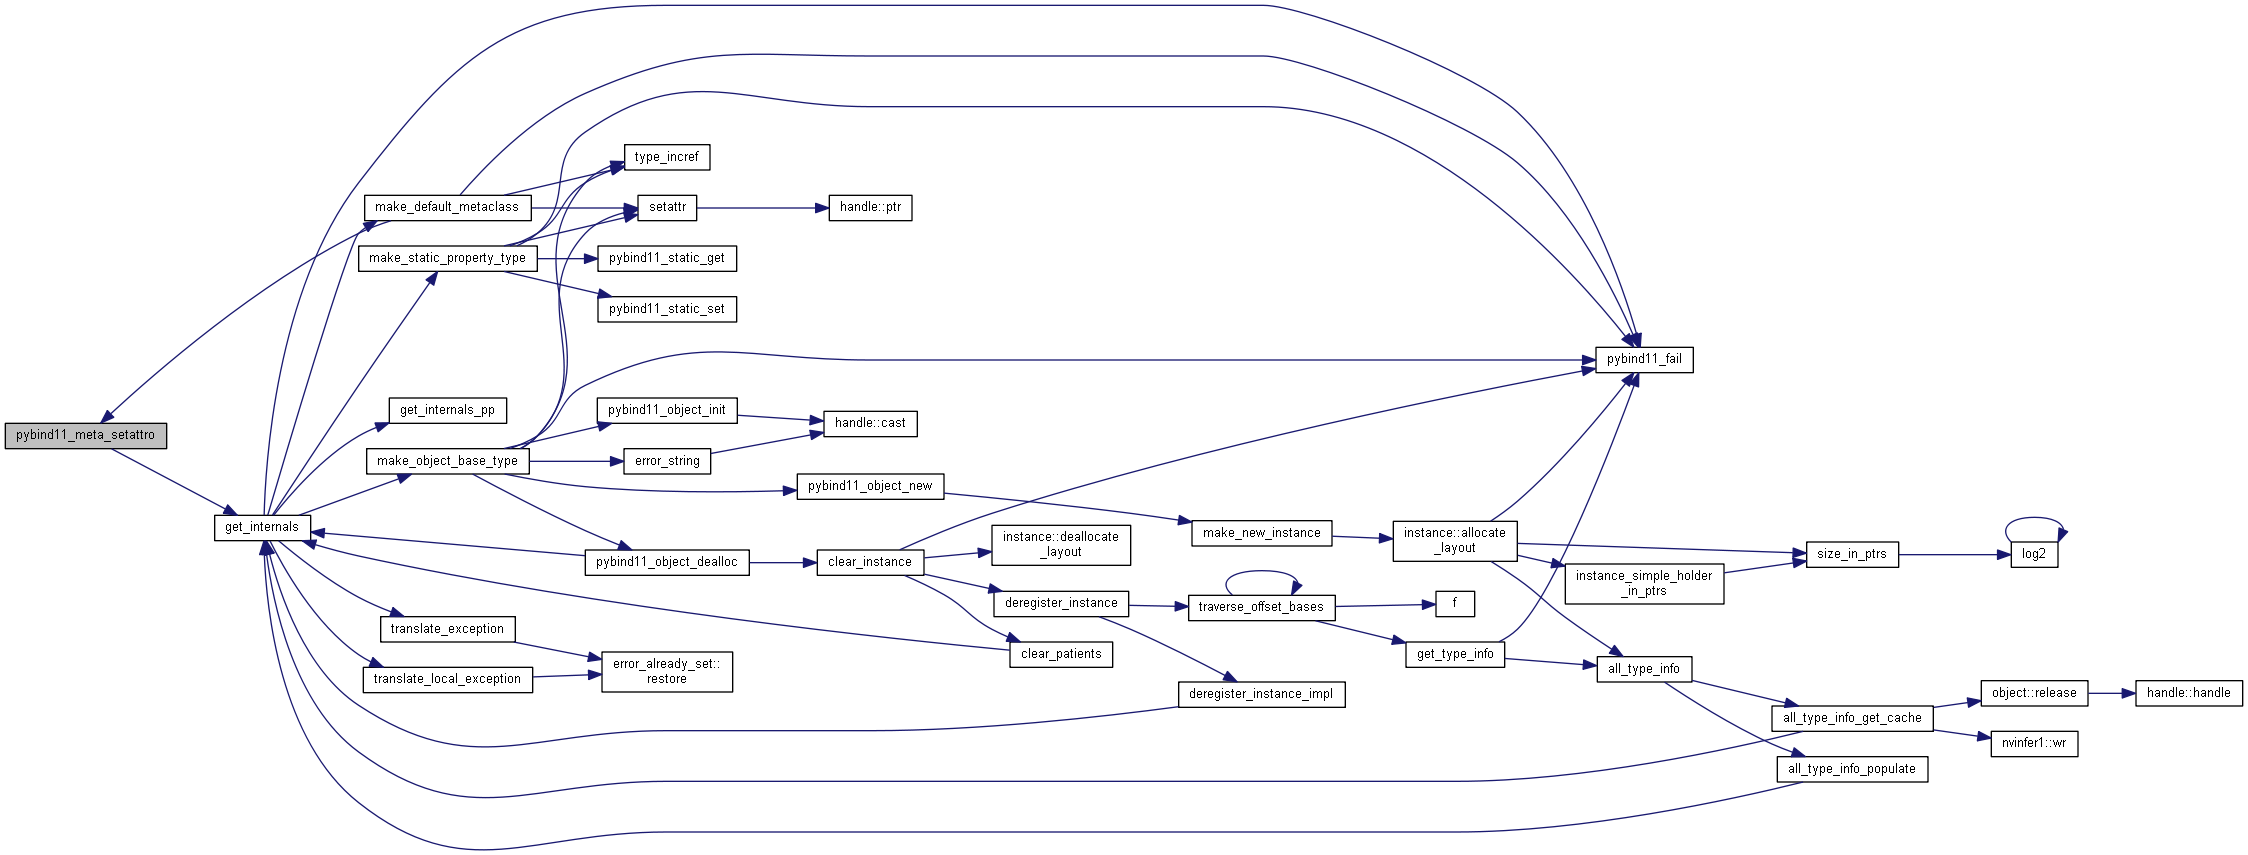 type_incref
make_default_metaclass
setattr
handle::ptr
make_static_property_type
pybind11_static_get
pybind11_static_set
pybind11_fail
get_internals_pp
pybind11_object_init
handle::cast
pybind11_meta_setattro
make_object_base_type
error_string
pybind11_object_new
get_internals
make_new_instance
instance::allocate
_layout
instance::deallocate
_layout
size_in_ptrs
log2
pybind11_object_dealloc
clear_instance
instance_simple_holder
_in_ptrs
deregister_instance
traverse_offset_bases
f
translate_exception
clear_patients
get_type_info
error_already_set::
restore
all_type_info
translate_local_exception
deregister_instance_impl
object::release
handle::handle
all_type_info_get_cache
nvinfer1::wr
all_type_info_populate